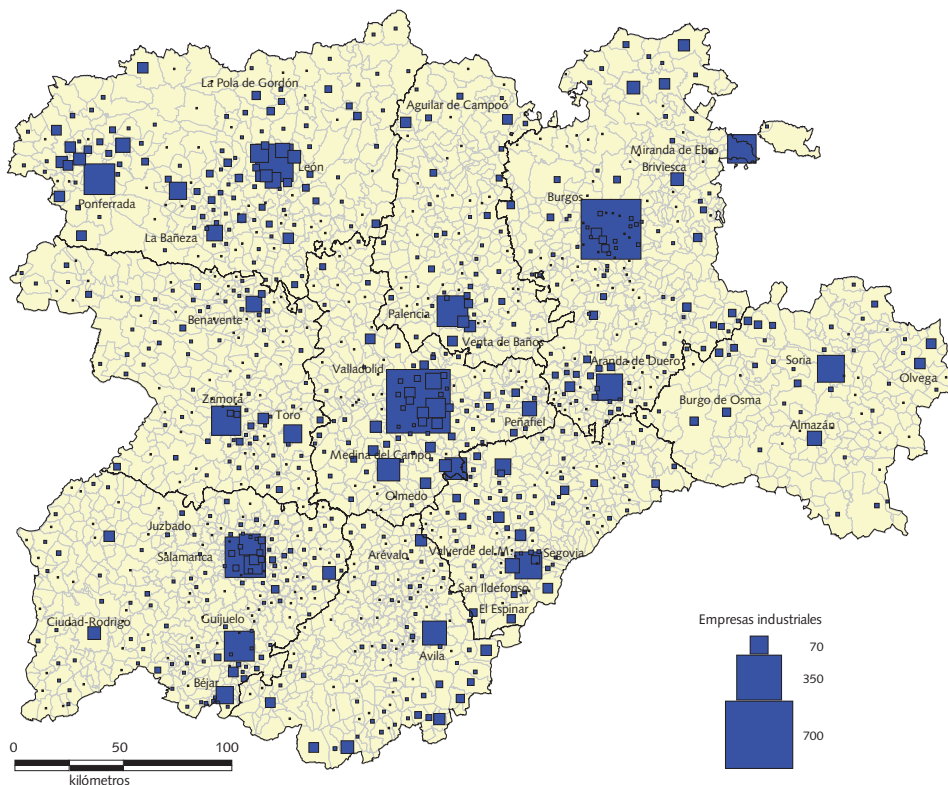 La Pola de Gordón
Aguilar de Campoó
León
Miranda de Ebro
Briviesca
Ponferrada
Burgos
La Bañeza
Benavente
Palencia
Venta de Baños
Valladolid
Aranda de Duero
Soria
Olvega
Zamora
Toro
Peñafiel
Burgo de Osma
Almazán
Medina del Campo
Olmedo
Juzbado
Salamanca
Arévalo
Valverde del M.
Segovia
San Ildefonso
El Espinar
Ciudad-Rodrigo
Guijuelo
Avila
Béjar
Empresas industriales
70
350
700
0 50 100
kilómetros